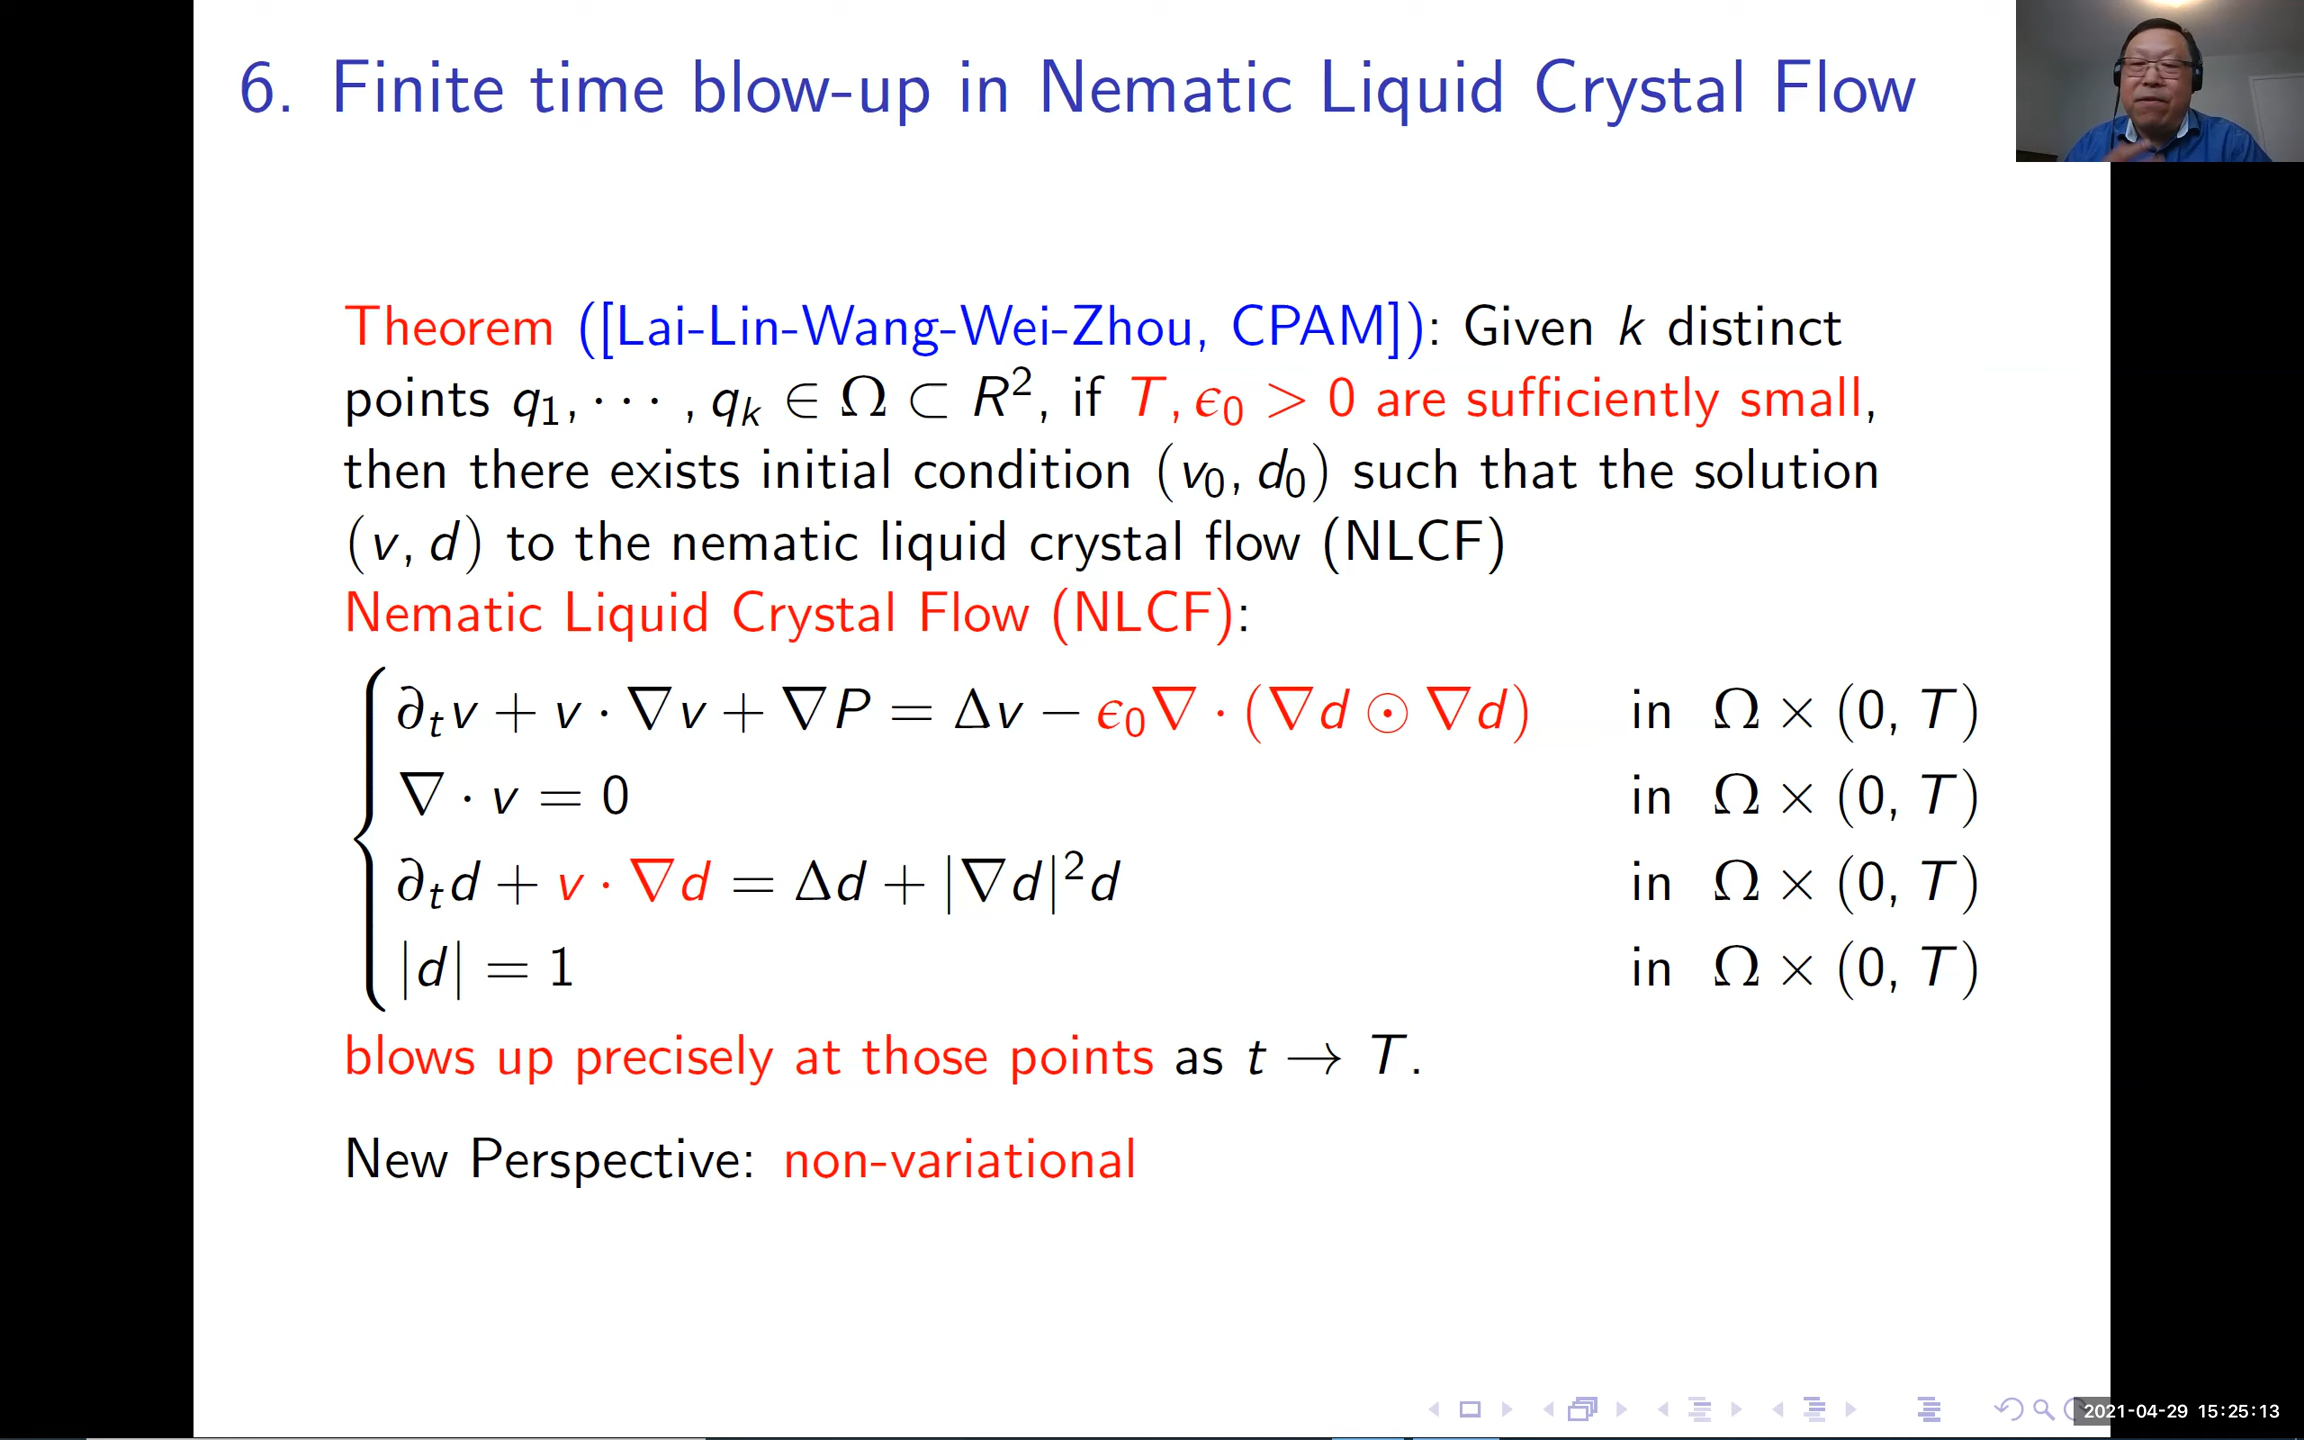 6. Finite time blow-up in Nematic Liquid Crystal Flow
Theorem ([Lai-Lin-Wang-Wei-Zhou, CPAM]): Given k distinct
points q₁, ⋯ , qₖ ∈ Ω ⊂ R², if T, ϵ₀ > 0 are sufficiently small,
then there exists initial condition (v₀, d₀) such that the solution
(v, d) to the nematic liquid crystal flow (NLCF)
Nematic Liquid Crystal Flow (NLCF):
∂ₜv + v · ∇v + ∇P = Δv − ϵ₀∇ · (∇d ⊙ ∇d) in Ω × (0, T)
∇ · v = 0 in Ω × (0, T)
∂ₜd + v · ∇d = Δd + |∇d|²d in Ω × (0, T)
|d| = 1 in Ω × (0, T)
blows up precisely at those points as t → T.
New Perspective: non-variational
2021-04-29 15:25:13